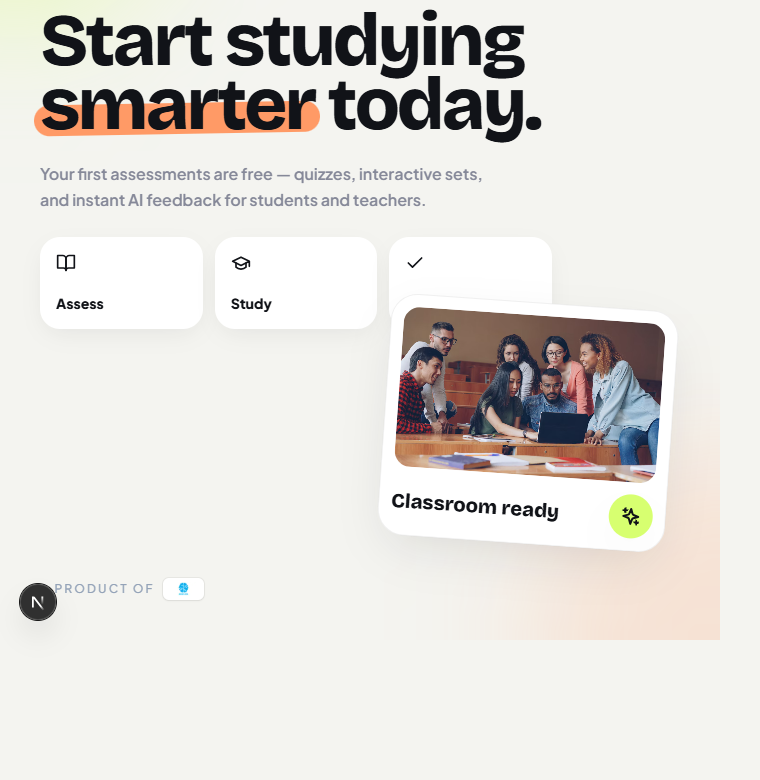 Start studying
smarter today.
Your first assessments are free — quizzes, interactive sets,
and instant AI feedback for students and teachers.
Assess
Study
Classroom ready
PRODUCT OF
N